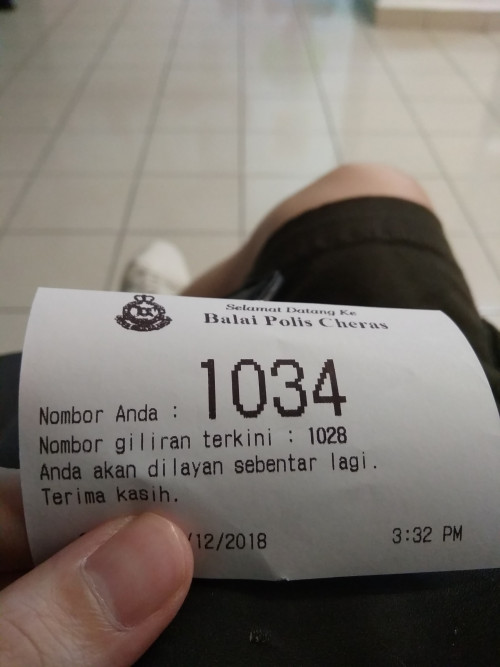 Selamat Datang Ke
Balai Polis Cheras
Nombor Anda : 1034
Nombor giliran terkini : 1028
Anda akan dilayan sebentar lagi.
Terima kasih.
/12/2018 3:32 PM